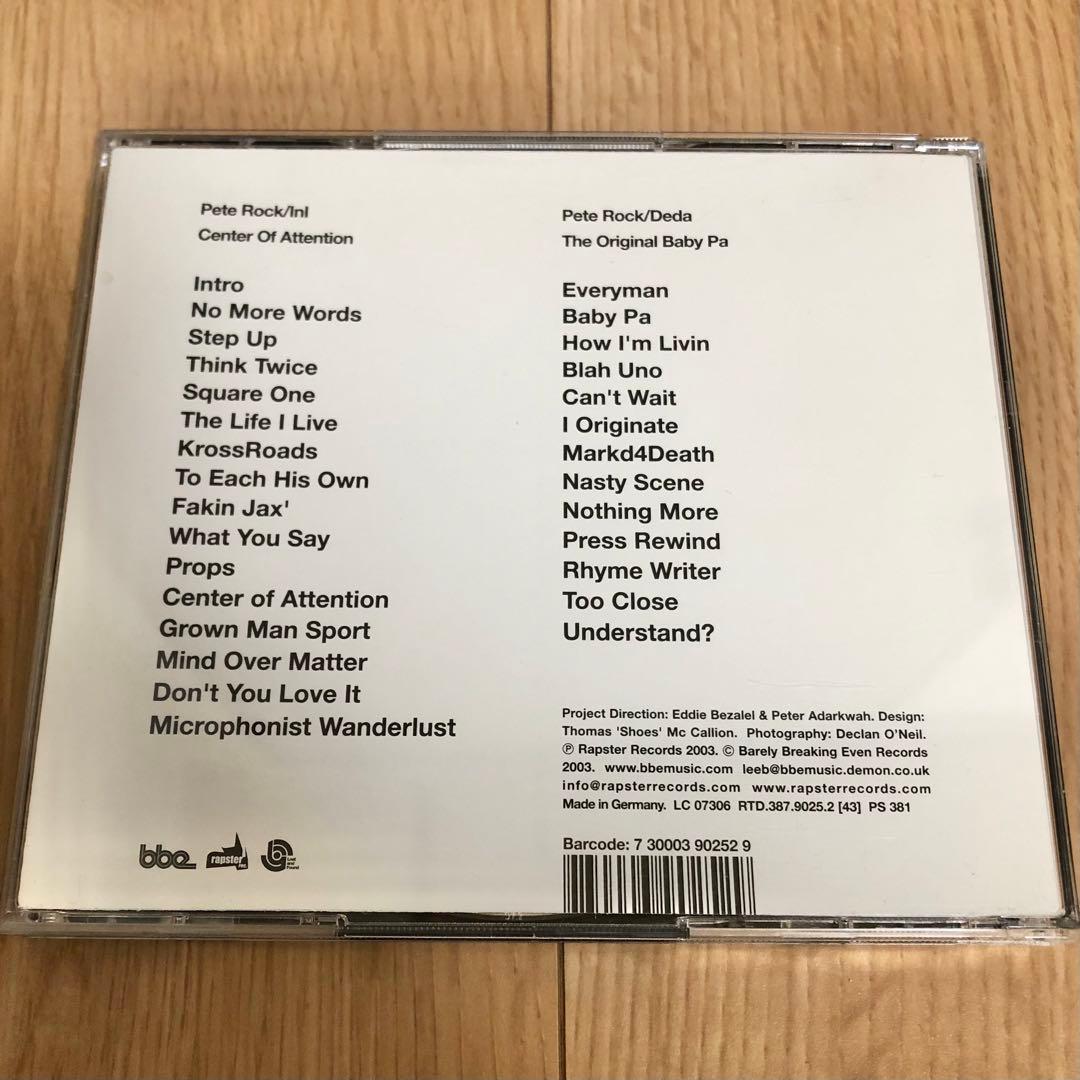 Pete Rock/InI
Center Of Attention
Intro
No More Words
Step Up
Think Twice
Square One
The Life I Live
KrossRoads
To Each His Own
Fakin Jax'
What You Say
Props
Center of Attention
Grown Man Sport
Mind Over Matter
Don't You Love It
Microphonist Wanderlust
Pete Rock/Deda
The Original Baby Pa
Everyman
Baby Pa
How I'm Livin
Blah Uno
Can't Wait
I Originate
Markd4Death
Nasty Scene
Nothing More
Press Rewind
Rhyme Writer
Too Close
Understand?
Project Direction: Eddie Bezalel & Peter Adarkwah. Design:
Thomas 'Shoes' Mc Callion. Photography: Declan O'Neil.
℗ Rapster Records 2003. © Barely Breaking Even Records
2003. www.bbemusic.com leeb@bbemusic.demon.co.uk
info@rapsterrecords.com www.rapsterrecords.com
Made in Germany. LC 07306 RTD.387.9025.2 [43] PS 381
Barcode: 7 30003 90252 9
bbe
rapster
Lost
and
Found